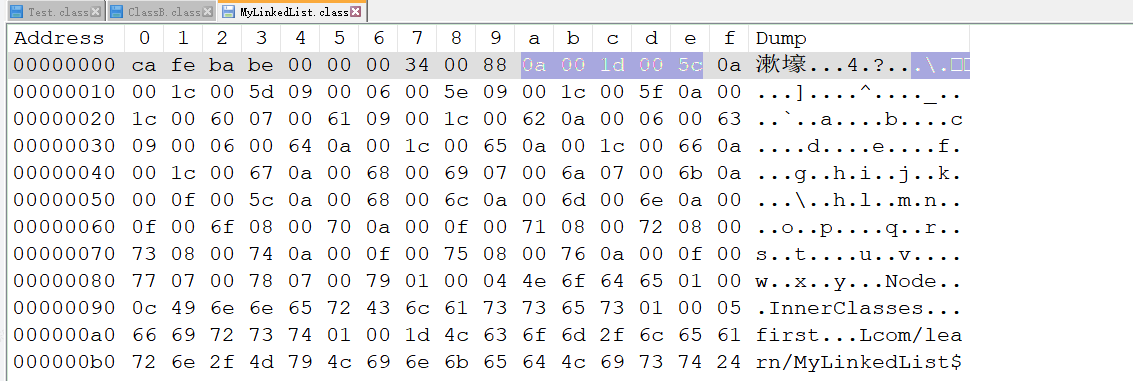 Test.class ClassB.class MyLinkedList.class
Address 0 1 2 3 4 5 6 7 8 9 a b c d e f Dump
00000000 ca fe ba be 00 00 00 34 00 88 0a 00 1d 00 5c 0a 漱壕...4.?...\.□□
00000010 00 1c 00 5d 09 00 06 00 5e 09 00 1c 00 5f 0a 00 ...]....^...._..
00000020 1c 00 60 07 00 61 09 00 1c 00 62 0a 00 06 00 63 ..`..a....b....c
00000030 09 00 06 00 64 0a 00 1c 00 65 0a 00 1c 00 66 0a ....d....e....f.
00000040 00 1c 00 67 0a 00 68 00 69 07 00 6a 07 00 6b 0a ...g..h.i..j..k.
00000050 00 0f 00 5c 0a 00 68 00 6c 0a 00 6d 00 6e 0a 00 ...\..h.l..m.n..
00000060 0f 00 6f 08 00 70 0a 00 0f 00 71 08 00 72 08 00 ..o..p....q..r..
00000070 73 08 00 74 0a 00 0f 00 75 08 00 76 0a 00 0f 00 s..t....u..v....
00000080 77 07 00 78 07 00 79 01 00 04 4e 6f 64 65 01 00 w..x..y...Node..
00000090 0c 49 6e 6e 65 72 43 6c 61 73 73 65 73 01 00 05 .InnerClasses...
000000a0 66 69 72 73 74 01 00 1d 4c 63 6f 6d 2f 6c 65 61 first...Lcom/lea
000000b0 72 6e 2f 4d 79 4c 69 6e 6b 65 64 4c 69 73 74 24 rn/MyLinkedList$